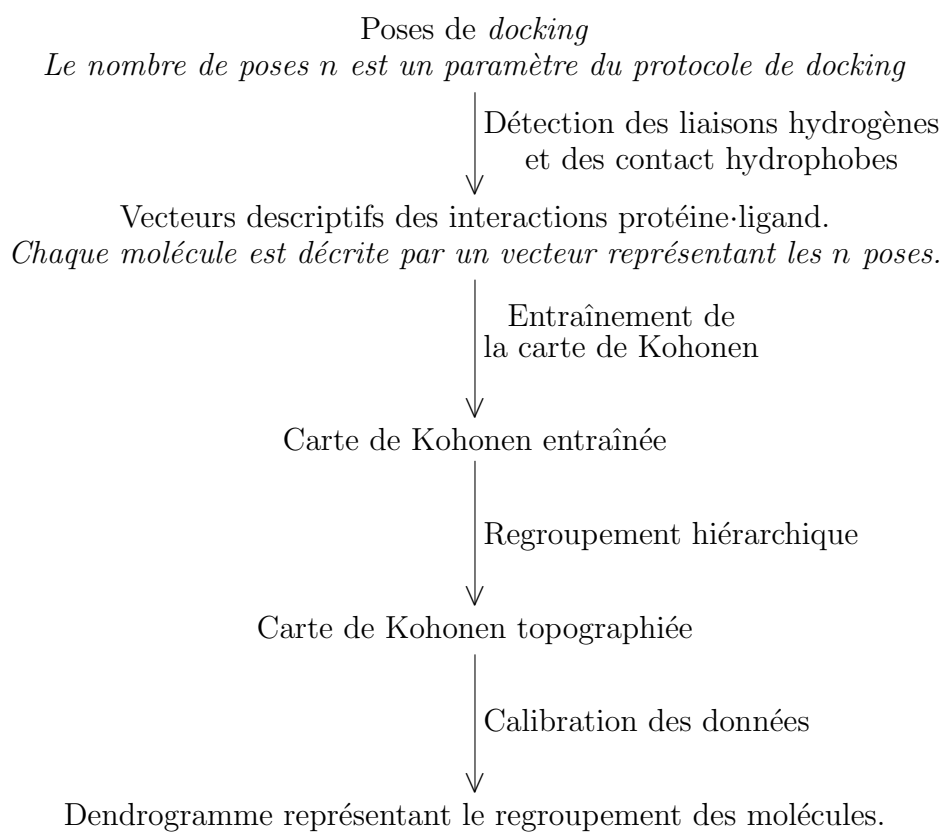 Poses de docking
Le nombre de poses n est un paramètre du protocole de docking
Détection des liaisons hydrogènes
et des contact hydrophobes
Vecteurs descriptifs des interactions protéine·ligand.
Chaque molécule est décrite par un vecteur représentant les n poses.
Entraînement de
la carte de Kohonen
Carte de Kohonen entraînée
Regroupement hiérarchique
Carte de Kohonen topographiée
Calibration des données
Dendrogramme représentant le regroupement des molécules.